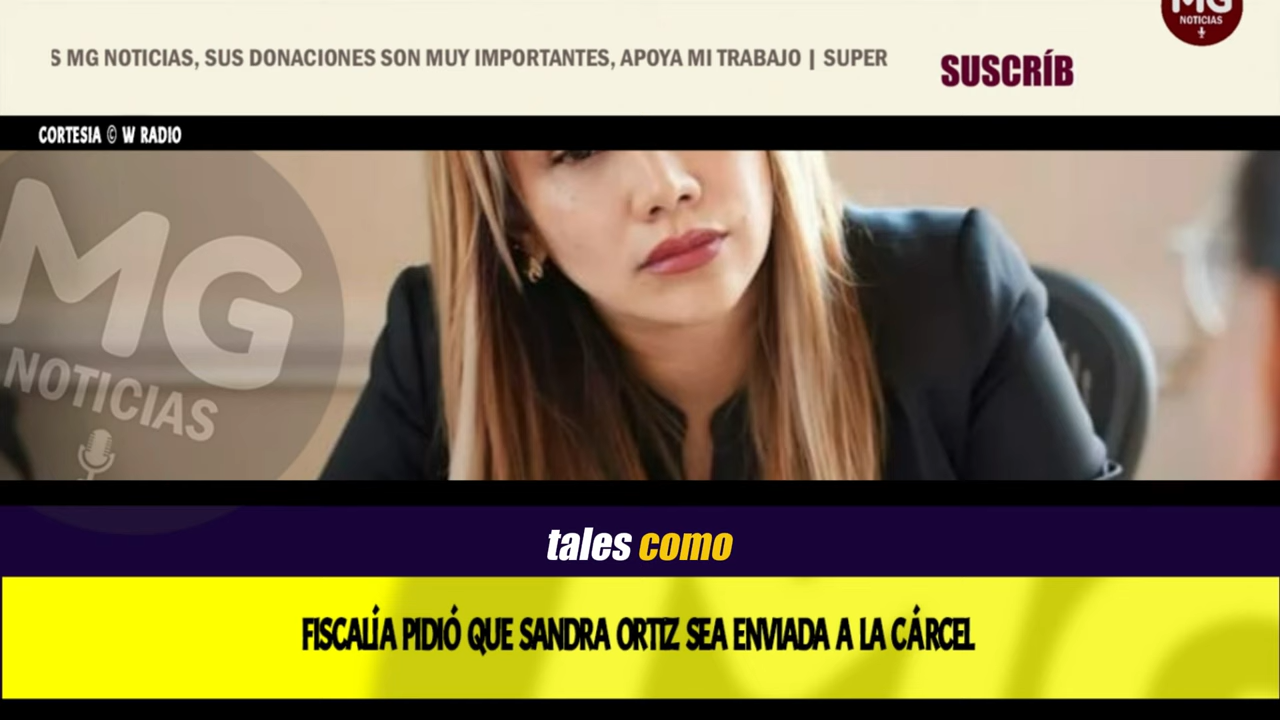 MG
NOTICIAS
S MG NOTICIAS, SUS DONACIONES SON MUY IMPORTANTES, APOYA MI TRABAJO | SUPER
SUSCRÍB
CORTESIA © W RADIO
MG
NOTICIAS
tales como
FISCALÍA PIDIÓ QUE SANDRA ORTIZ SEA ENVIADA A LA CÁRCEL